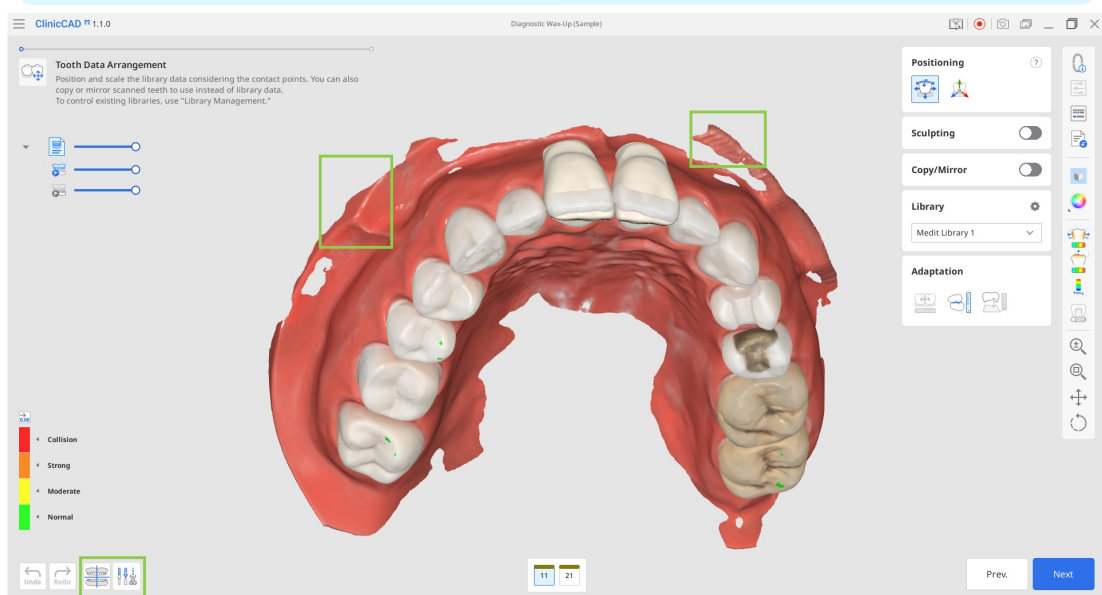 ClinicCAD 1.1.0
Diagnostic Wax-Up (Sample)
Tooth Data Arrangement
Position and scale the library data considering the contact points. You can also
copy or mirror scanned teeth to use instead of library data.
To control existing libraries, use "Library Management."
Positioning
?
Sculpting
Copy/Mirror
Library
Medit Library 1
Adaptation
0.00
Collision
Strong
Moderate
Normal
Undo
Redo
11
21
Prev.
Next